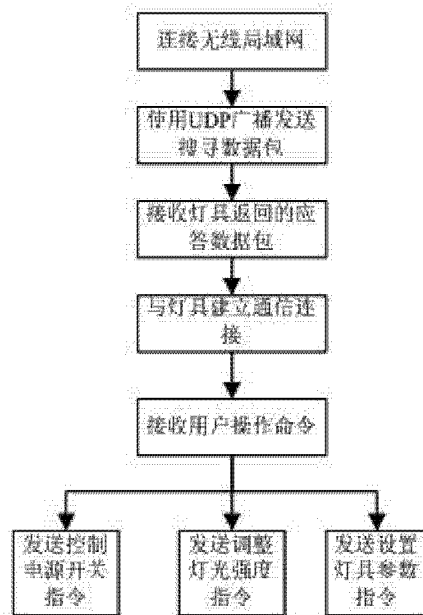 连接无线局域网
使用UDP广播发送
搜寻数据包
接收灯具返回的应
答数据包
与灯具建立通信连
接
接收用户操作命令
发送控制
电源开关
指令
发送调整
灯光强度
指令
发送设置
灯具参数
指令